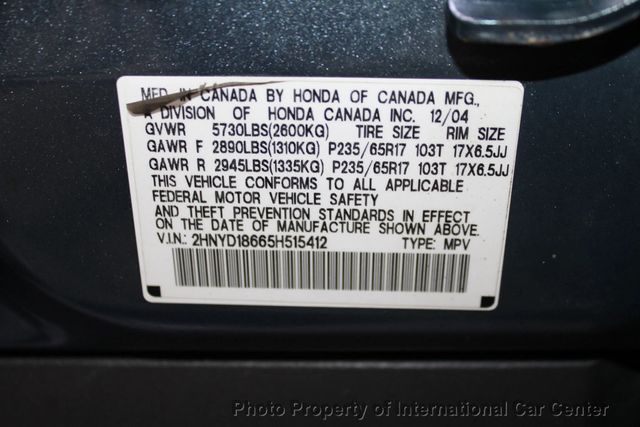 MFD. IN CANADA BY HONDA OF CANADA MFG.,
A DIVISION OF HONDA CANADA INC. 12/04
GVWR 5730LBS(2600KG) TIRE SIZE RIM SIZE
GAWR F 2890LBS(1310KG) P235/65R17 103T 17X6.5JJ
GAWR R 2945LBS(1335KG) P235/65R17 103T 17X6.5JJ
THIS VEHICLE CONFORMS TO ALL APPLICABLE
FEDERAL MOTOR VEHICLE SAFETY
AND THEFT PREVENTION STANDARDS IN EFFECT
ON THE DATE OF MANUFACTURE SHOWN ABOVE.
V.I.N.: 2HNYD18665H515412 TYPE: MPV
Photo Property of International Car Center